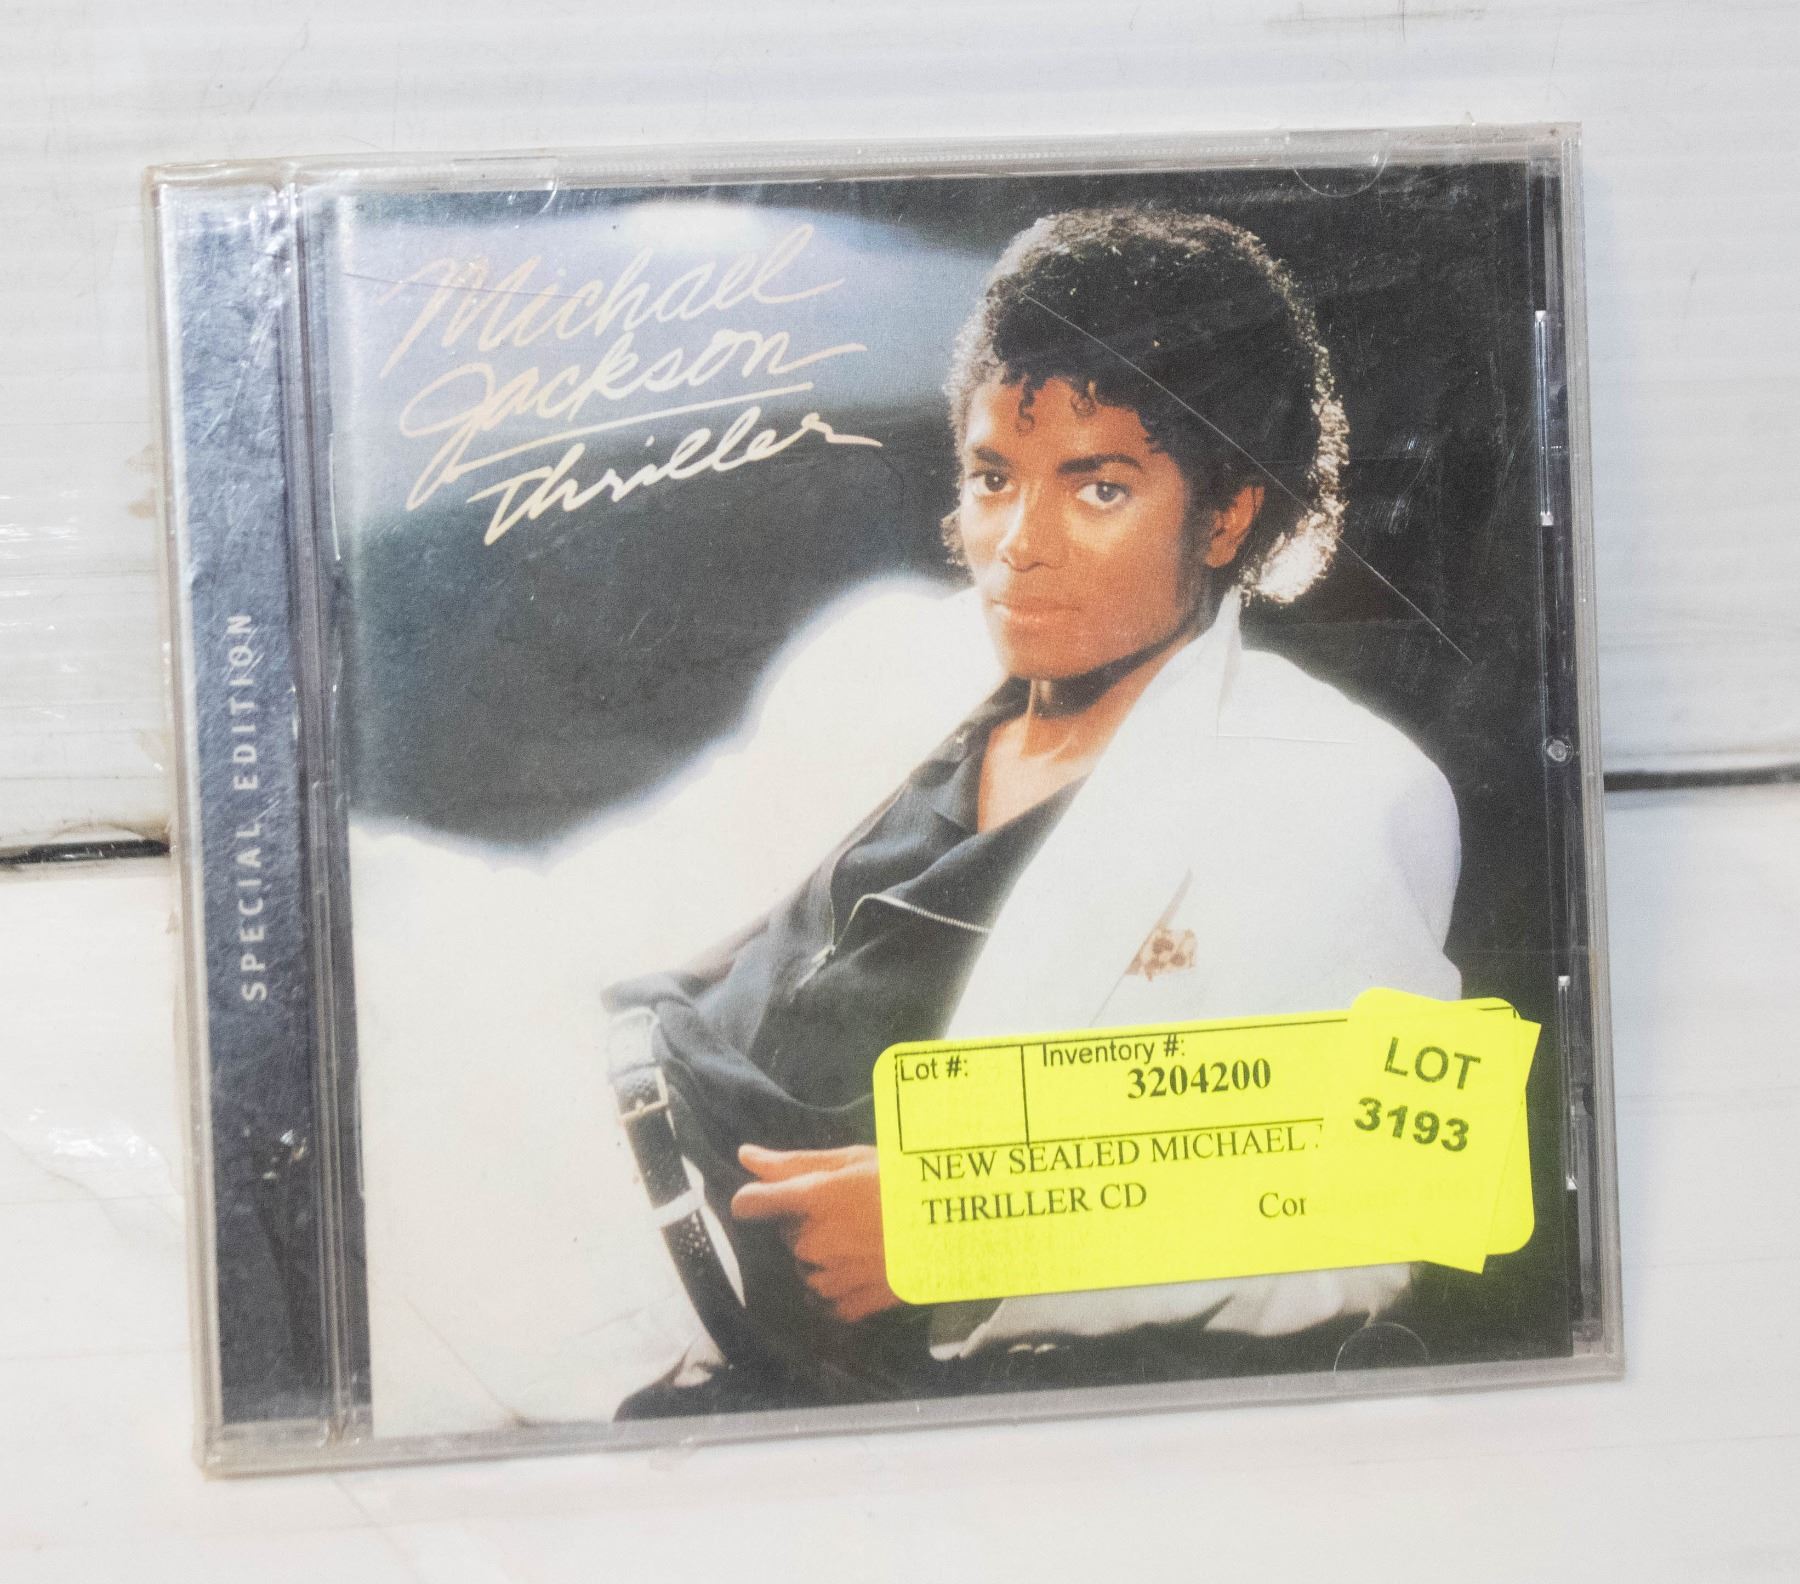 Michael
Jackson
Thriller
SPECIAL EDITION
Lot #:
Inventory #:
3204200
LOT
3193
NEW SEALED MICHAEL
THRILLER CD